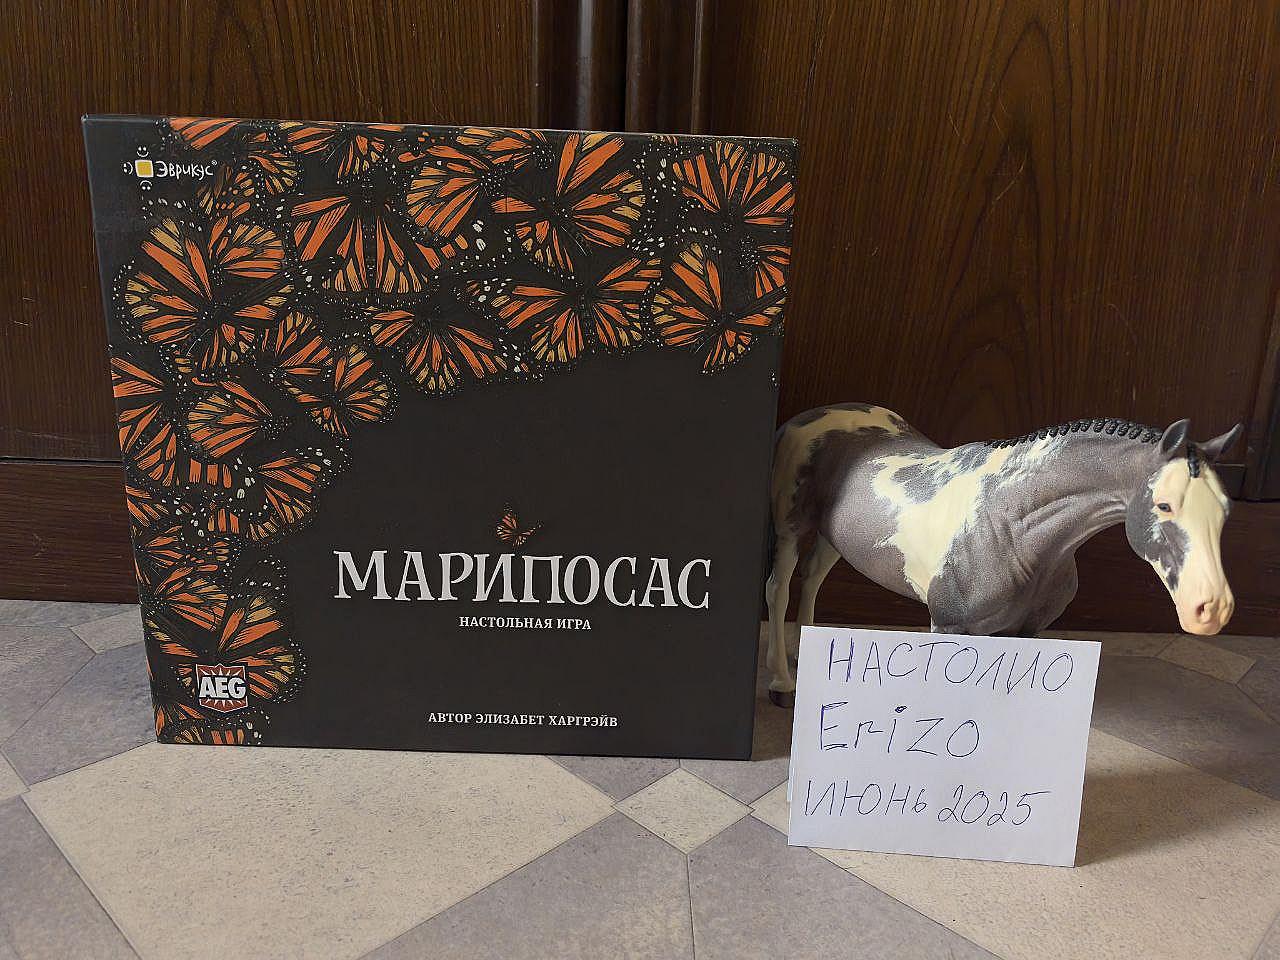 Эврикус®
МАРИПОСАС
НАСТОЛЬНАЯ ИГРА
AEG
АВТОР ЭЛИЗАБЕТ ХАРГРЭЙВ
НАСТОЛИО
Erizo
ИЮНЬ 2025